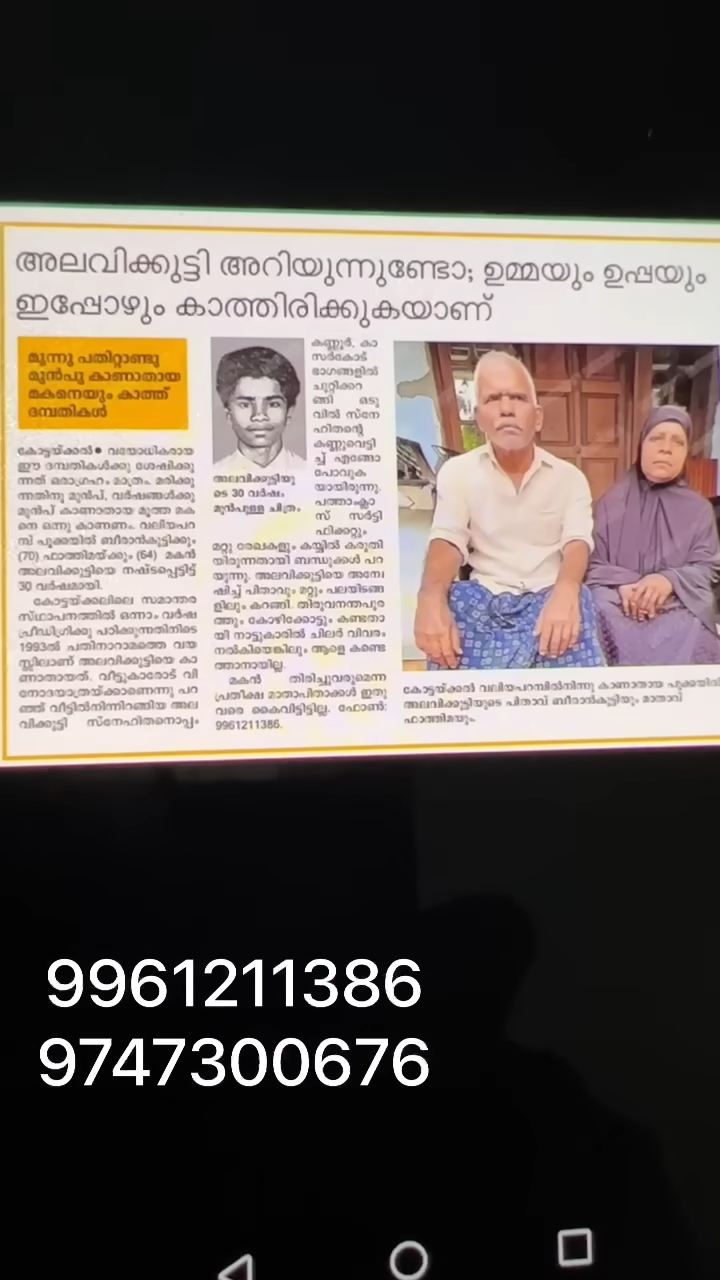 അലവിക്കുട്ടി അറിയുന്നുണ്ടോ; ഉമ്മയും ഉപ്പയും
ഇപ്പോഴും കാത്തിരിക്കുകയാണ്
മൂന്നു പതിറ്റാണ്ടു
മുൻപു കാണാതായ
മകനെയും കാത്ത്
ദമ്പതികൾ
കോട്ടയ്ക്കൽ● വയോധികരായ
ഈ ദമ്പതികൾക്കു ശേഷിക്കു
ന്നത് ഒരാഗ്രഹം മാത്രം. മരിക്കു
ന്നതിനു മുൻപ്, വർഷങ്ങൾക്കു
മുൻപ് കാണാതായ മൂത്ത മക
നെ ഒന്നു കാണണം. വലിയപറ
മ്പ് പൂക്കയിൽ ബീരാൻകുട്ടിക്കും
(70) ഫാത്തിമയ്ക്കും (64) മകൻ
അലവിക്കുട്ടിയെ നഷ്ടപ്പെട്ടിട്ട്
30 വർഷമായി.
കോട്ടയ്ക്കലിലെ സമാന്തര
സ്ഥാപനത്തിൽ ഒന്നാം വർഷ
പ്രീഡിഗ്രിക്കു പഠിക്കുന്നതിനിടെ
1993ൽ പതിനാറാമത്തെ വയ
സ്സിലാണ് അലവിക്കുട്ടിയെ കാ
ണാതായത്. വീട്ടുകാരോട് വി
നോദയാത്രയ്ക്കാണെന്നു പറ
ഞ്ഞ് വീട്ടിൽനിന്നിറങ്ങിയ അല
വിക്കുട്ടി സ്നേഹിതനൊപ്പം
അലവിക്കുട്ടിയു
ടെ 30 വർഷം
മുൻപുള്ള ചിത്രം
കണ്ണൂർ, കാ
സർകോട്
ഭാഗങ്ങളിൽ
ചുറ്റിക്കറ
ങ്ങി ഒടു
വിൽ സ്നേ
ഹിതന്റെ
കണ്ണുവെട്ടി
ച്ച് എങ്ങോ
പോവുക
യായിരുന്നു.
പത്താംക്ലാ
സ് സർട്ടി
ഫിക്കറ്റും
മറ്റു രേഖകളും കയ്യിൽ കരുതി
യിരുന്നതായി ബന്ധുക്കൾ പറ
യുന്നു. അലവിക്കുട്ടിയെ അന്വേ
ഷിച്ച് പിതാവും മറ്റും പലയിടങ്ങ
ളിലും കറങ്ങി. തിരുവനന്തപുര
ത്തും കോഴിക്കോട്ടും കണ്ടതാ
യി നാട്ടുകാരിൽ ചിലർ വിവരം
നൽകിയെങ്കിലും ആളെ കണ്ടെ
ത്താനായില്ല.
മകൻ തിരിച്ചുവരുമെന്ന
പ്രതീക്ഷ മാതാപിതാക്കൾ ഇതു
വരെ കൈവിട്ടിട്ടില്ല. ഫോൺ:
9961211386.
കോട്ടയ്ക്കൽ വലിയപറമ്പിൽനിന്നു കാണാതായ പൂക്കയിൽ
അലവിക്കുട്ടിയുടെ പിതാവ് ബീരാൻകുട്ടിയും മാതാവ്
ഫാത്തിമയും.
9961211386
9747300676